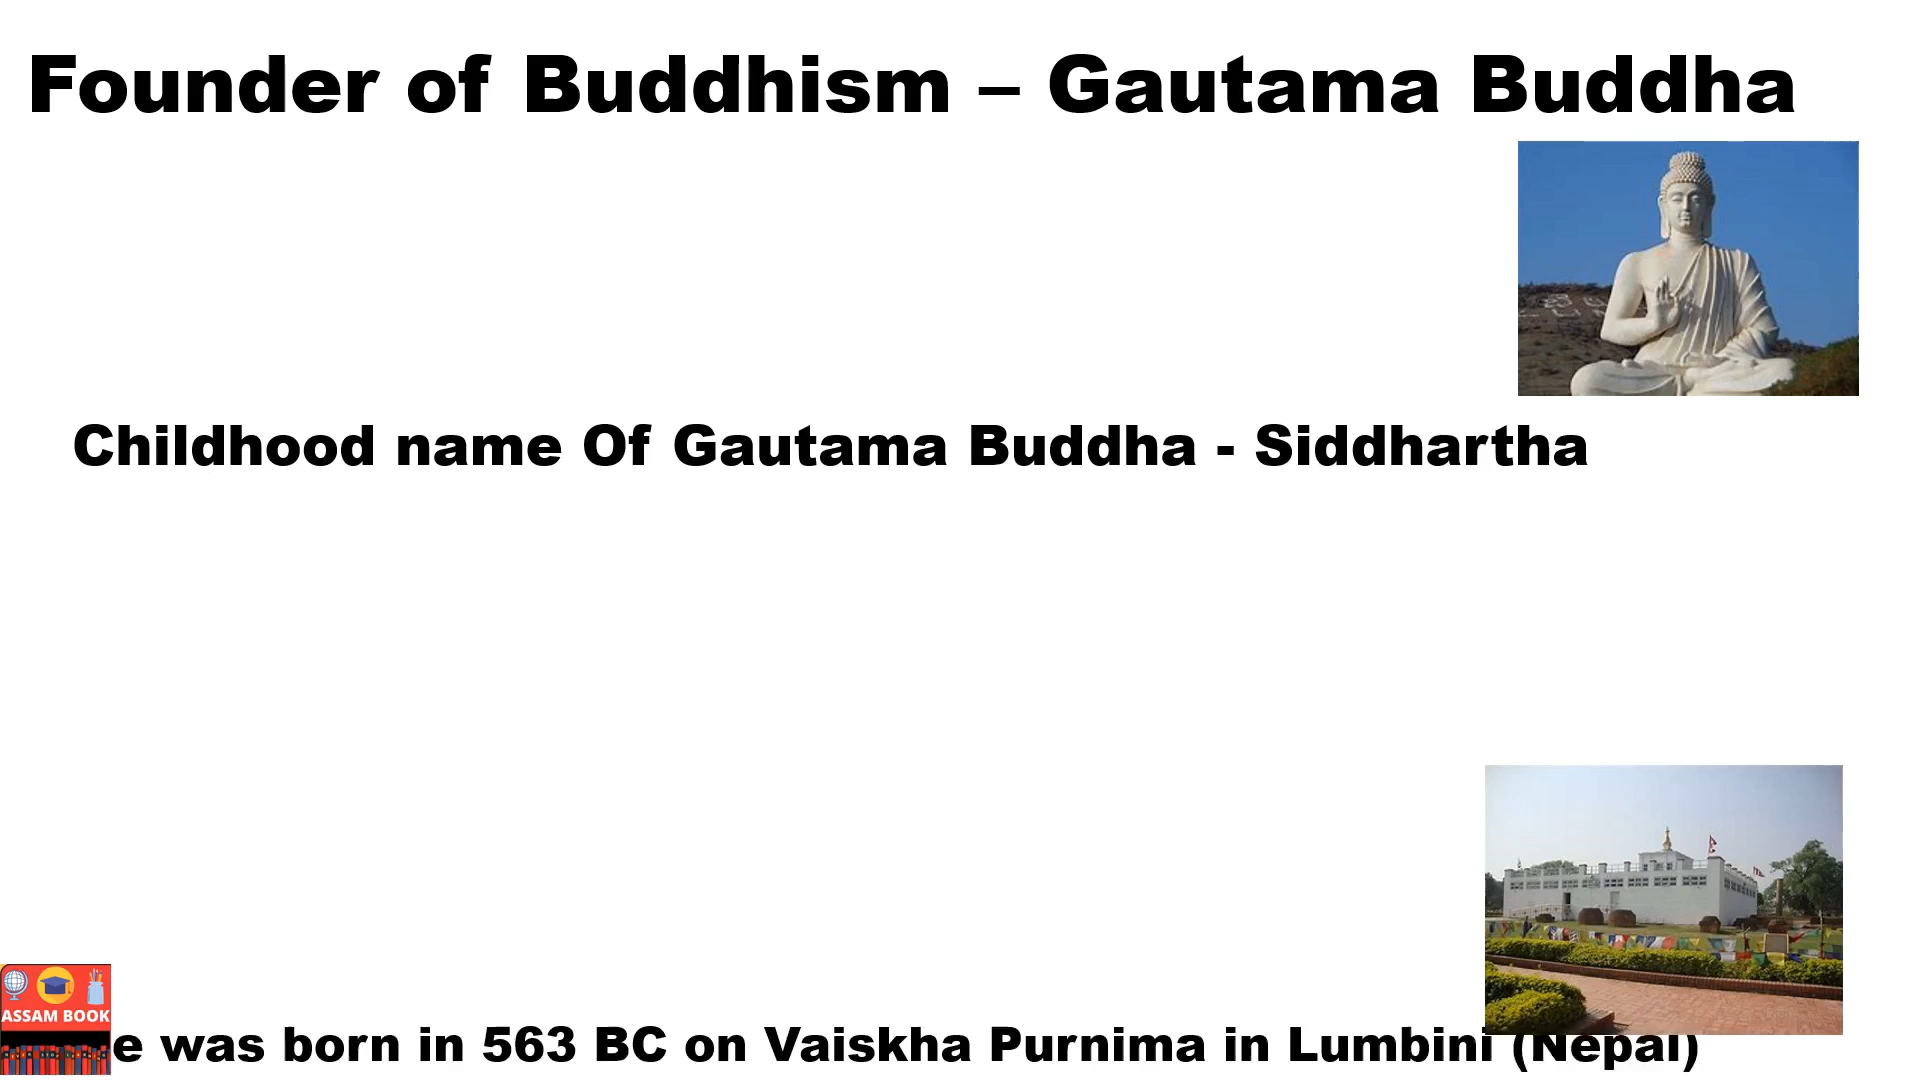 Founder of Buddhism – Gautama Buddha
Childhood name Of Gautama Buddha - Siddhartha
ASSAM BOOK
e was born in 563 BC on Vaiskha Purnima in Lumbini (Nepal)